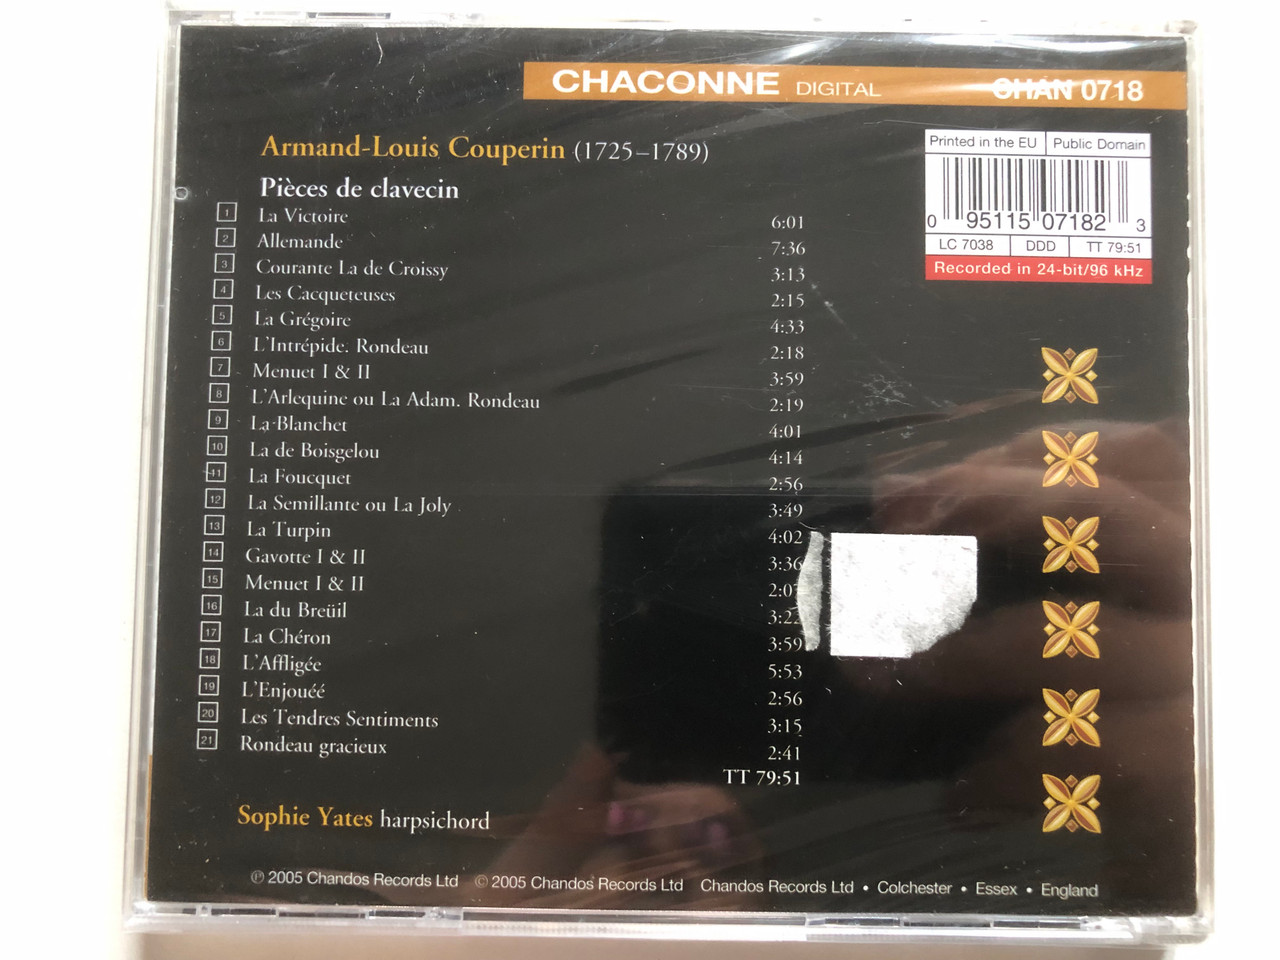 CHACONNE DIGITAL CHAN 0718
Armand-Louis Couperin (1725–1789)
Printed in the EU Public Domain
0 95115 07182 3
LC 7038 DDD TT 79:51
Recorded in 24-bit/96 kHz
Pièces de clavecin
1 La Victoire 6:01
2 Allemande 7:36
3 Courante La de Croissy 3:13
4 Les Cacqueteuses 2:15
5 La Grégoire 4:33
6 L'Intrépide. Rondeau 2:18
7 Menuet I & II 3:59
8 L'Arlequine ou La Adam. Rondeau 2:19
9 La Blanchet 4:01
10 La de Boisgelou 4:14
11 La Foucquet 2:56
12 La Semillante ou La Joly 3:49
13 La Turpin 4:02
14 Gavotte I & II 3:36
15 Menuet I & II 2:07
16 La du Breüil 3:22
17 La Chéron 3:59
18 L'Affligée 5:53
19 L'Enjouéé 2:56
20 Les Tendres Sentiments 3:15
21 Rondeau gracieux 2:41
TT 79:51
Sophie Yates harpsichord
℗ 2005 Chandos Records Ltd © 2005 Chandos Records Ltd Chandos Records Ltd • Colchester • Essex • England